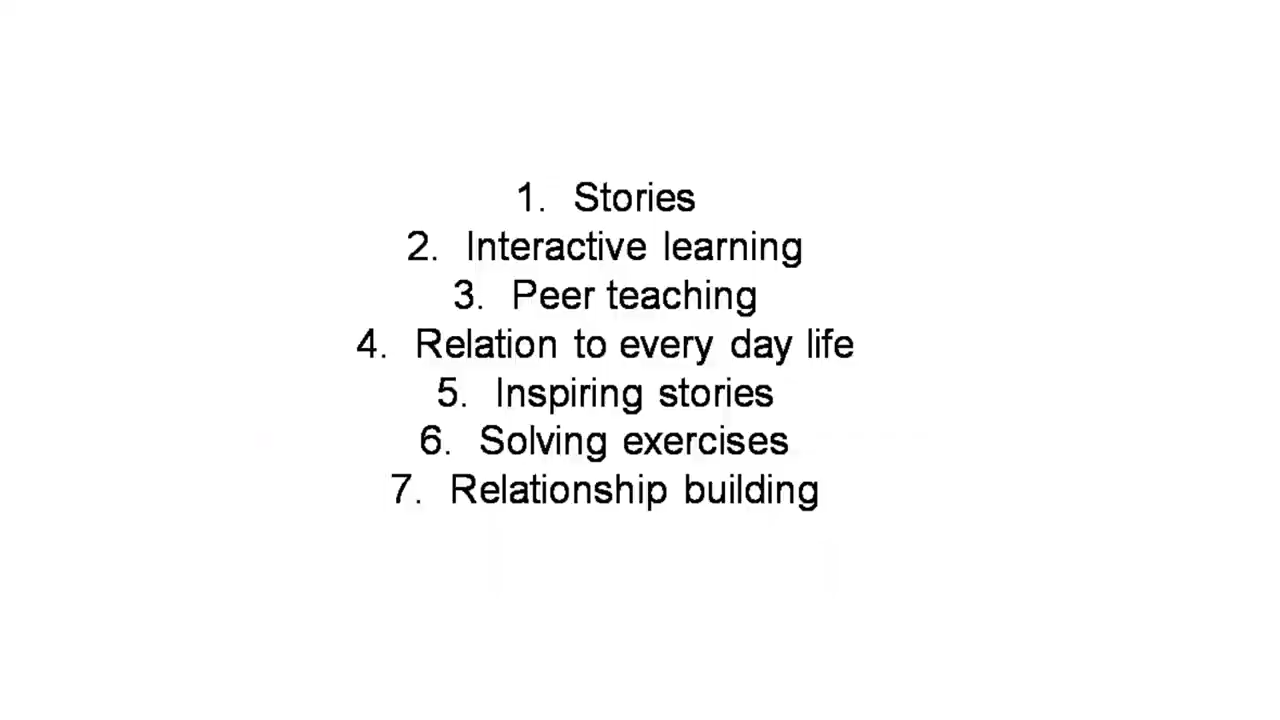 1. Stories
2. Interactive learning
3. Peer teaching
4. Relation to every day life
5. Inspiring stories
6. Solving exercises
7. Relationship building